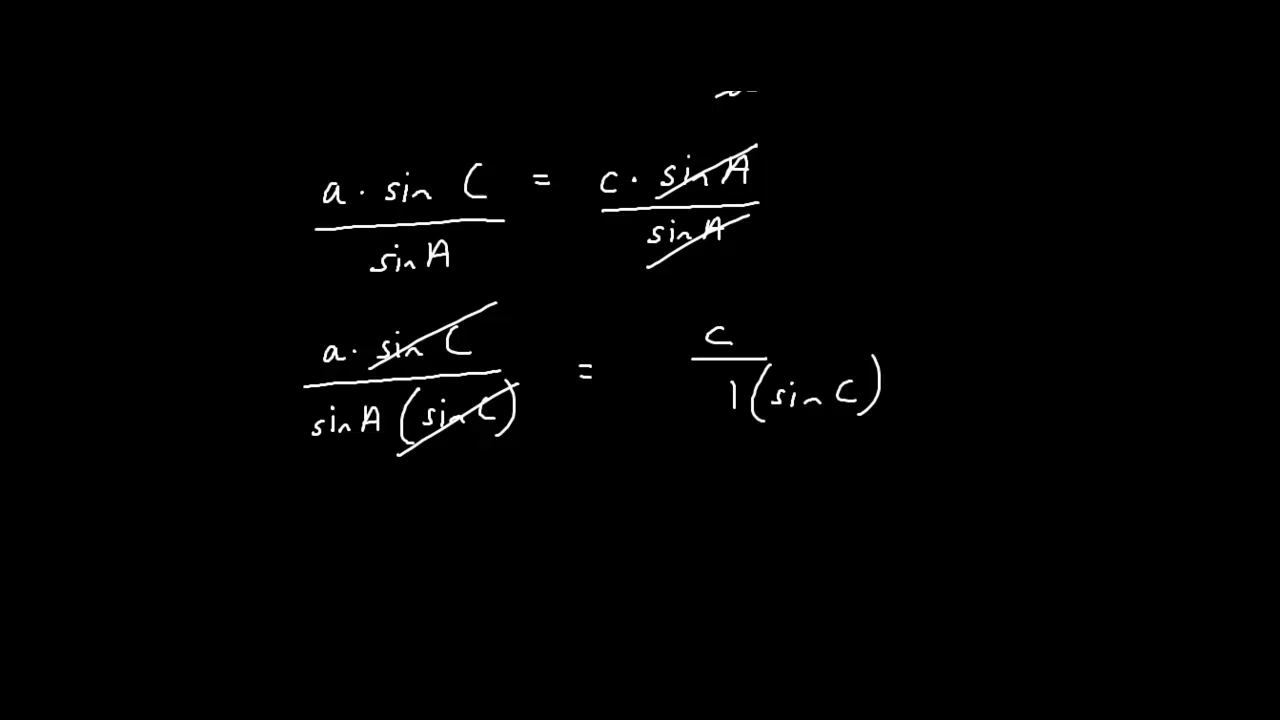 a · sin C = c · sin A
sin A sin A
a · sin C = c
sin A (sin C) 1 (sin C)